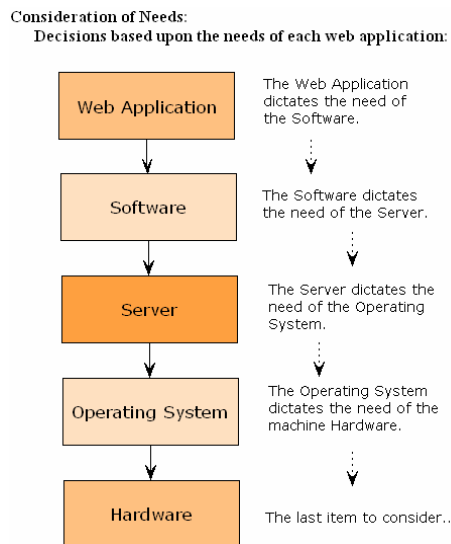 Consideration of Needs:
Decisions based upon the needs of each web application:
Web Application
The Web Application
dictates the need of
the Software.
Software
The Software dictates
the need of the Server.
Server
The Server dictates the
need of the Operating
System.
Operating System
The Operating System
dictates the need of the
machine Hardware.
Hardware
The last item to consider..